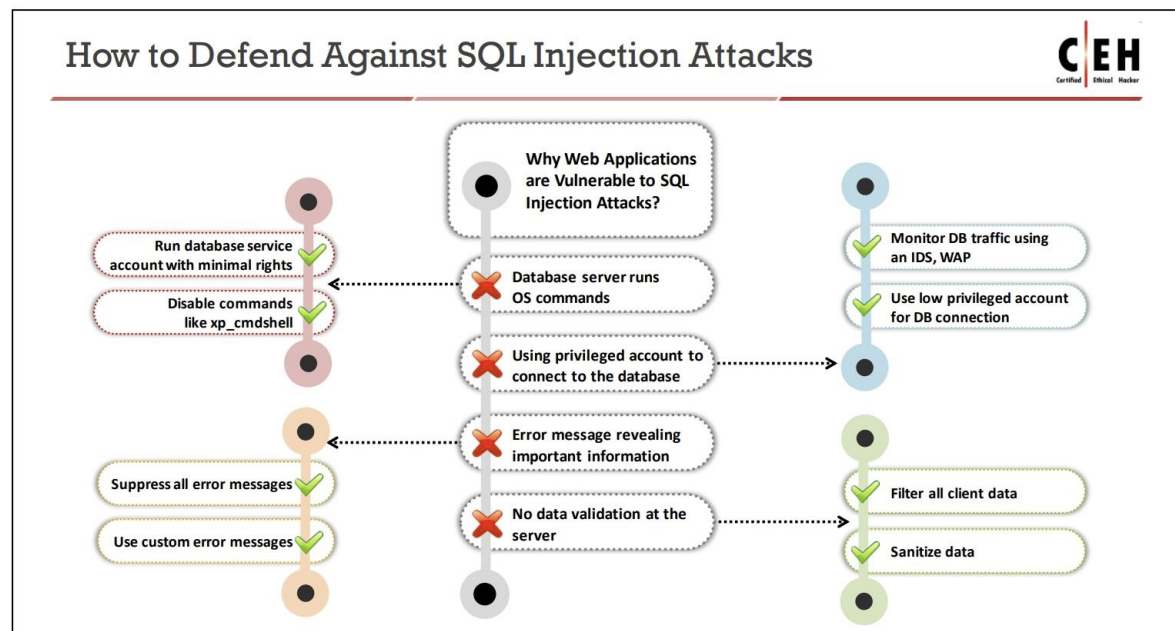 How to Defend Against SQL Injection Attacks
C EH
Certified Ethical Hacker
Why Web Applications
are Vulnerable to SQL
Injection Attacks?
Run database service
account with minimal rights
Disable commands
like xp_cmdshell
Database server runs
OS commands
Using privileged account to
connect to the database
Monitor DB traffic using
an IDS, WAP
Use low privileged account
for DB connection
Error message revealing
important information
Suppress all error messages
Use custom error messages
No data validation at the
server
Filter all client data
Sanitize data